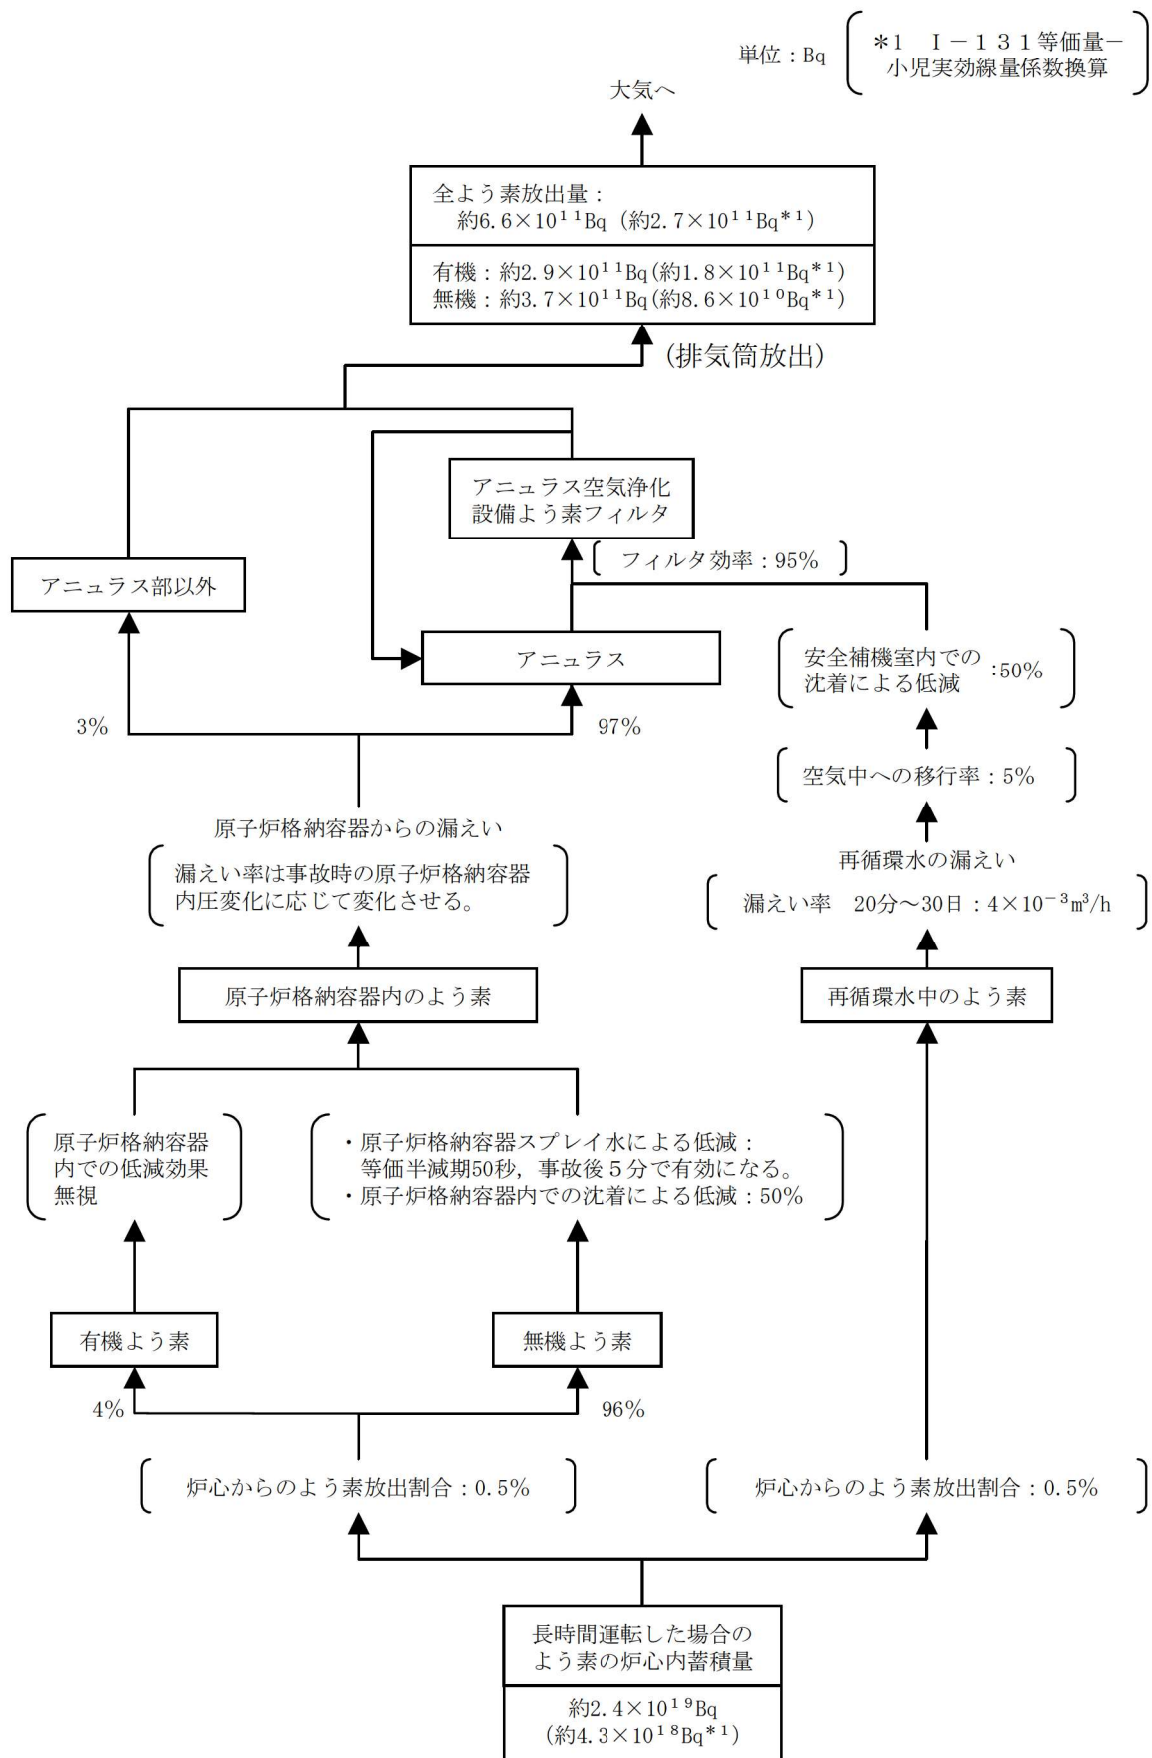 単位：Bq
＊1　I－１３１等価量－
小児実効線量係数換算
大気へ
全よう素放出量：
約6.6×10¹¹Bq（約2.7×10¹¹Bq*¹）
有機：約2.9×10¹¹Bq(約1.8×10¹¹Bq*¹)
無機：約3.7×10¹¹Bq(約8.6×10¹⁰Bq*¹)
(排気筒放出)
アニュラス空気浄化
設備よう素フィルタ
フィルタ効率：95%
アニュラス部以外
アニュラス
安全補機室内での
沈着による低減
：50%
3%
97%
空気中への移行率：5%
原子炉格納容器からの漏えい
漏えい率は事故時の原子炉格納容器
内圧変化に応じて変化させる。
再循環水の漏えい
漏えい率　20分～30日：4×10⁻³m³/h
原子炉格納容器内のよう素
再循環水中のよう素
原子炉格納容器
内での低減効果
無視
・原子炉格納容器スプレイ水による低減：
等価半減期50秒，事故後５分で有効になる。
・原子炉格納容器内での沈着による低減：50%
有機よう素
無機よう素
4%
96%
炉心からのよう素放出割合：0.5%
炉心からのよう素放出割合：0.5%
長時間運転した場合の
よう素の炉心内蓄積量
約2.4×10¹⁹Bq
(約4.3×10¹⁸Bq*¹)